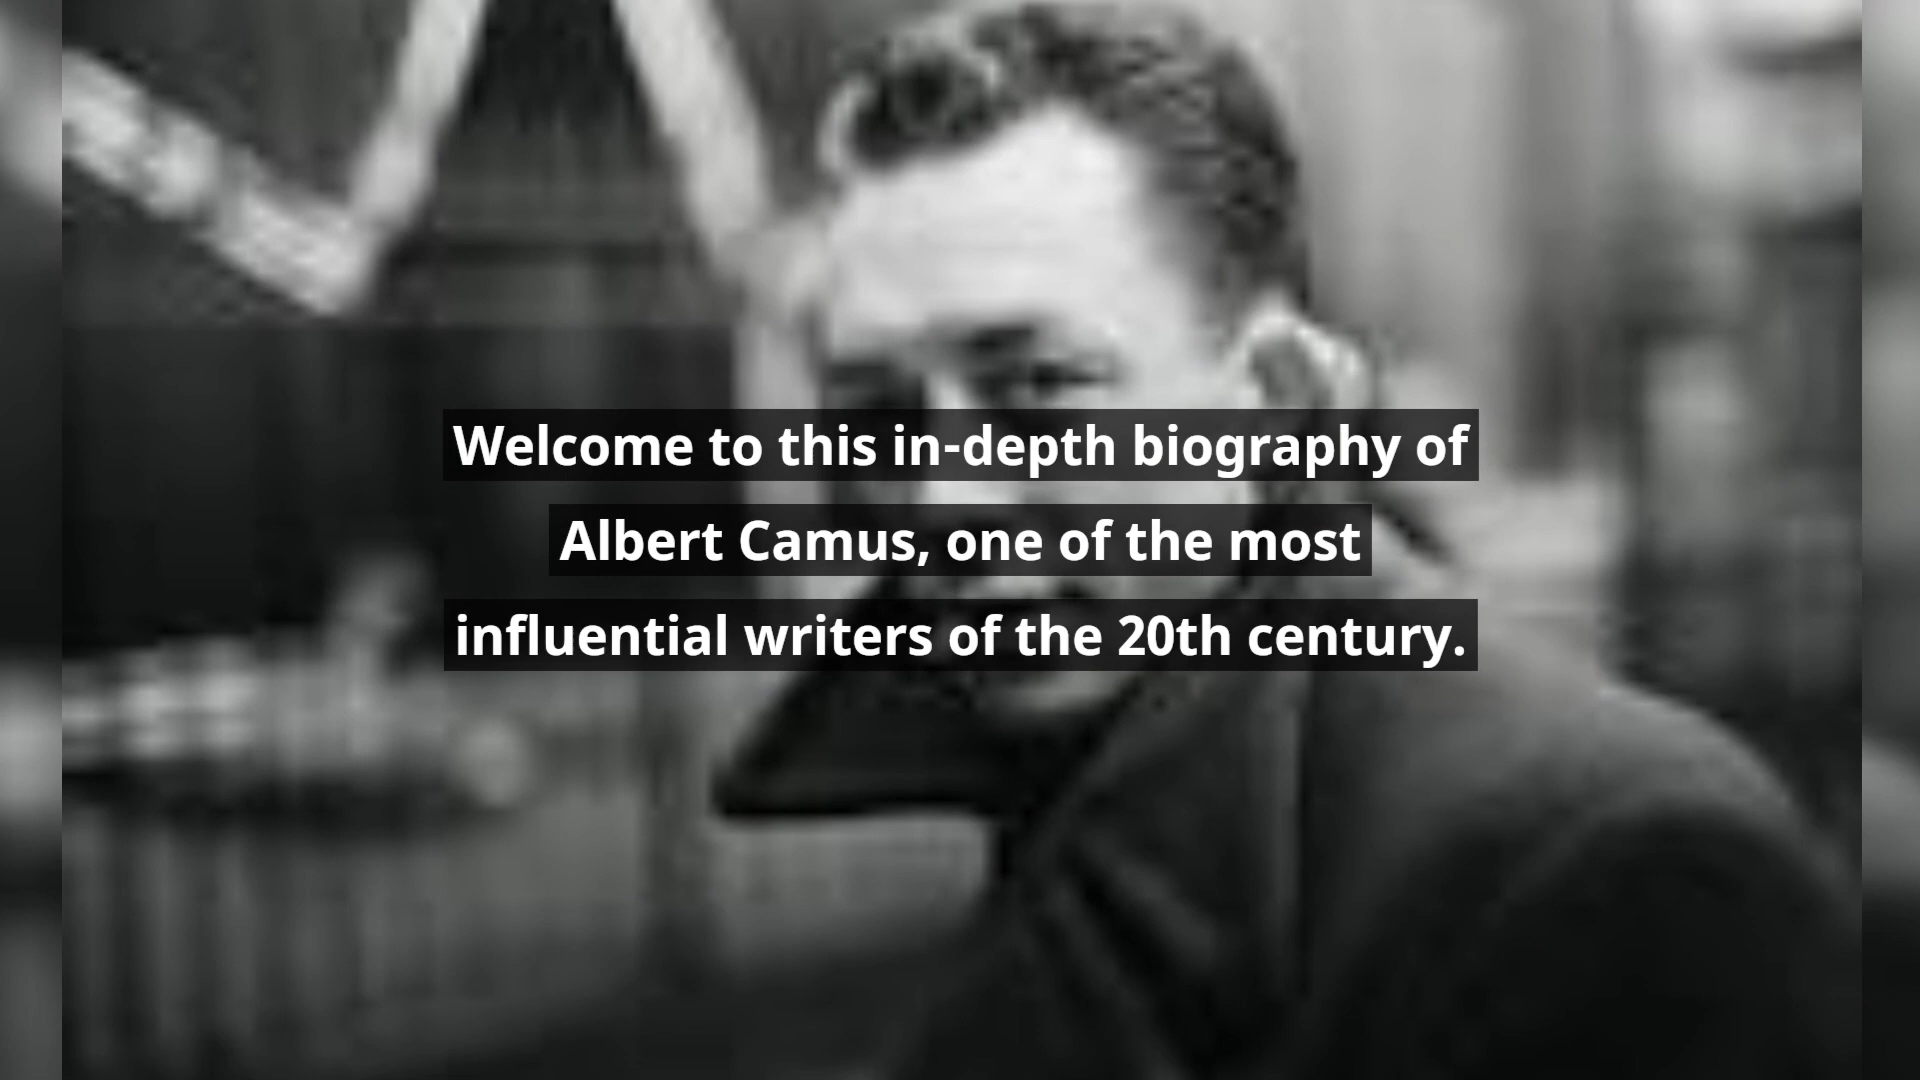 Welcome to this in-depth biography of
Albert Camus, one of the most
influential writers of the 20th century.